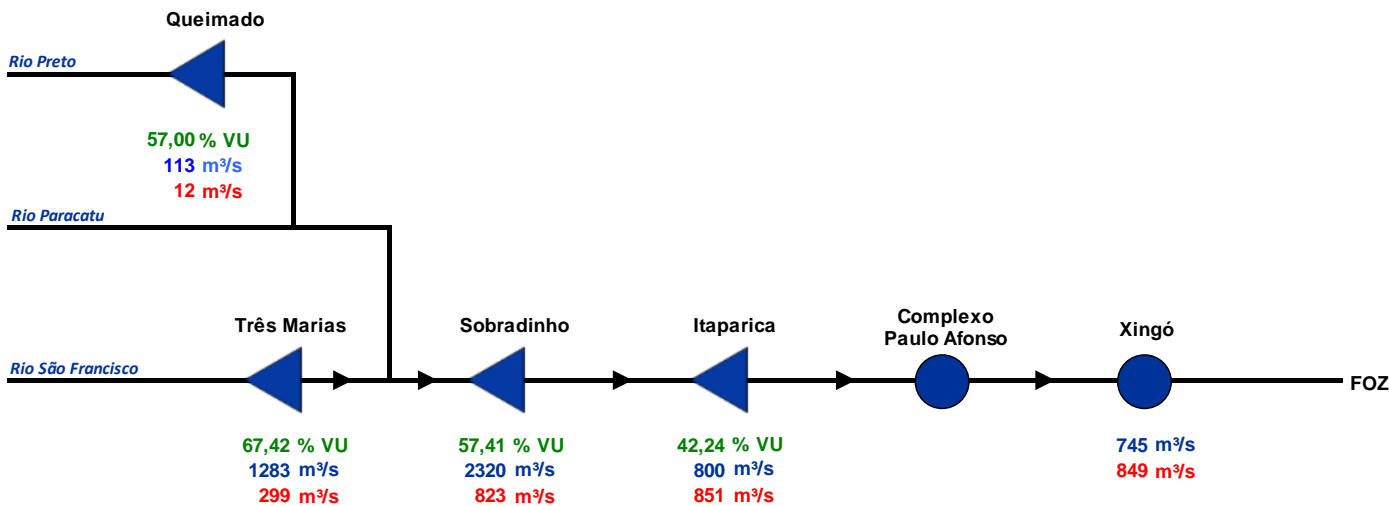 Queimado
Rio Preto
57,00 % VU
113 m³/s
12 m³/s
Rio Paracatu
Três Marias
Sobradinho
Itaparica
Complexo
Paulo Afonso
Xingó
Rio São Francisco
FOZ
67,42 % VU
1283 m³/s
299 m³/s
57,41 % VU
2320 m³/s
823 m³/s
42,24 % VU
800 m³/s
851 m³/s
745 m³/s
849 m³/s